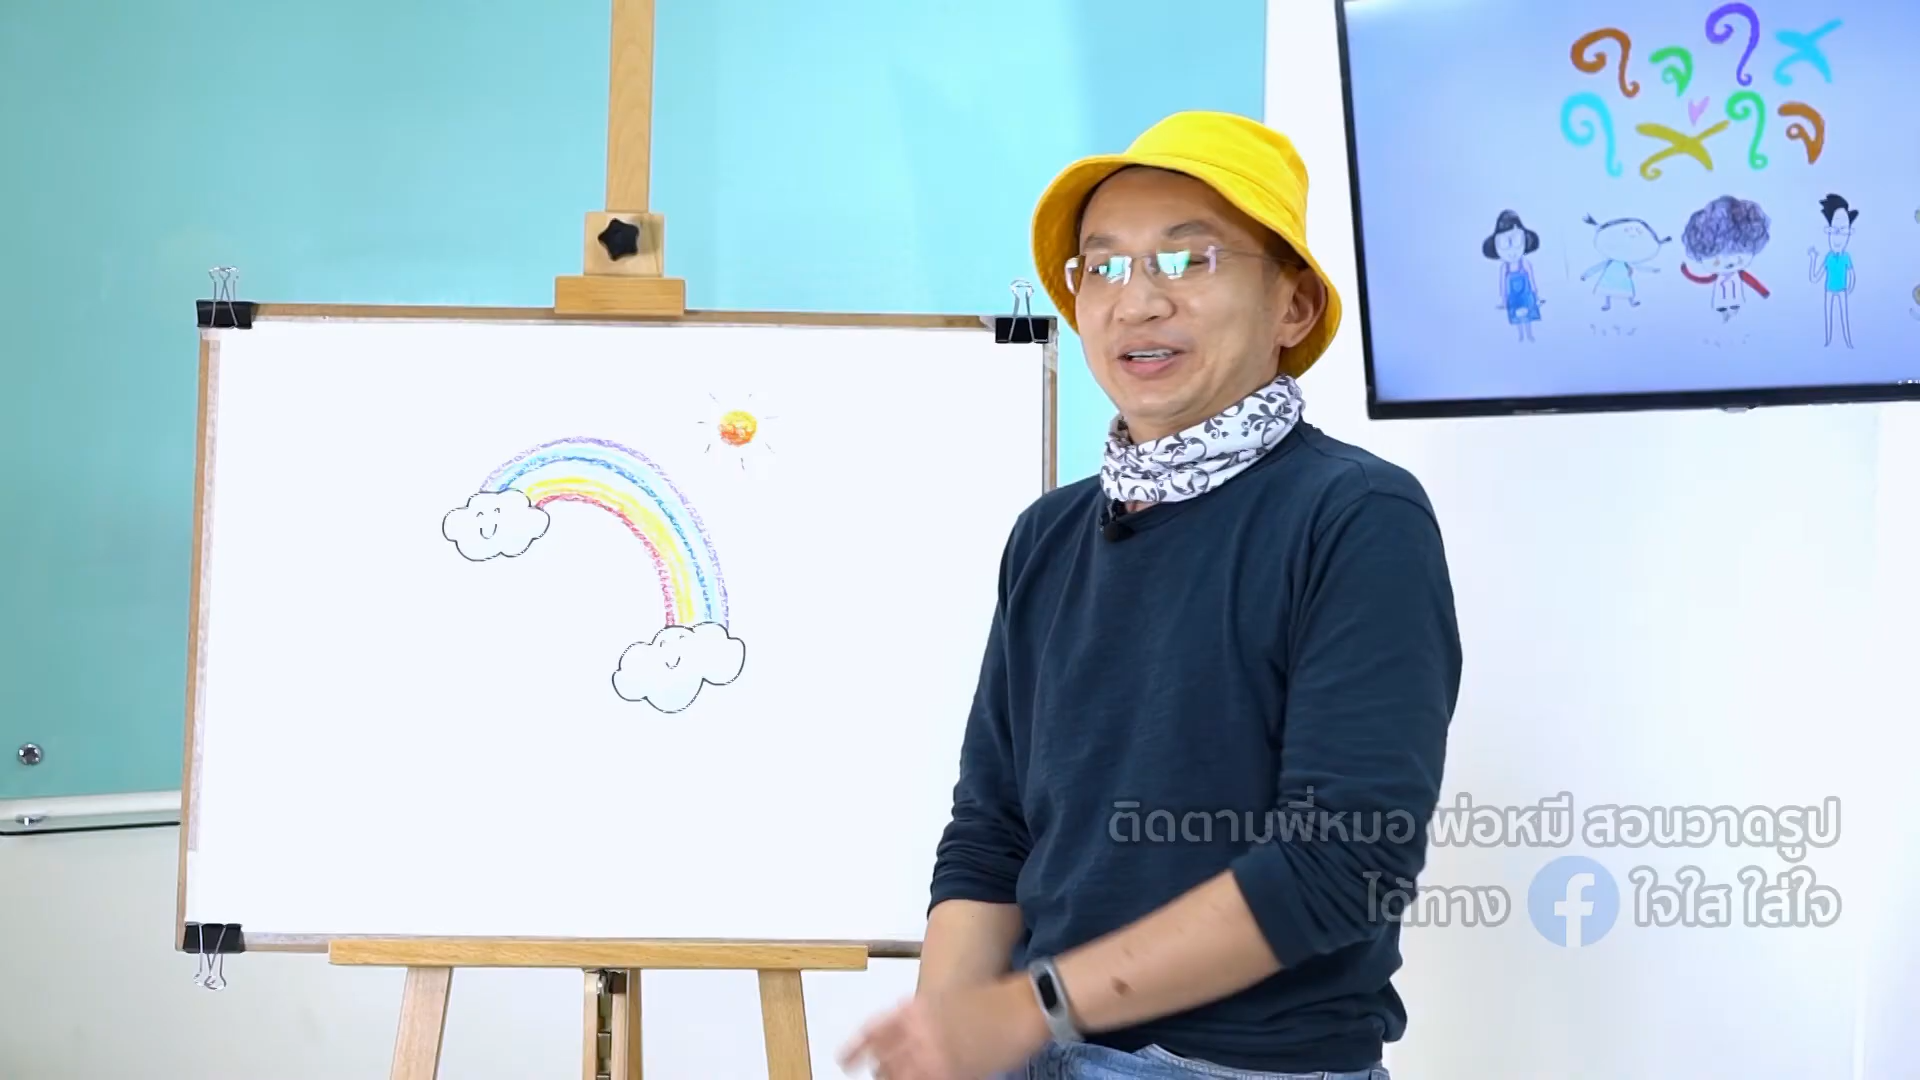 ใจใส
ใส่ใจ
ติดตามพี่หมอ พ่อหมี สอนวาดรูป
ได้ทาง ใจใส ใส่ใจ